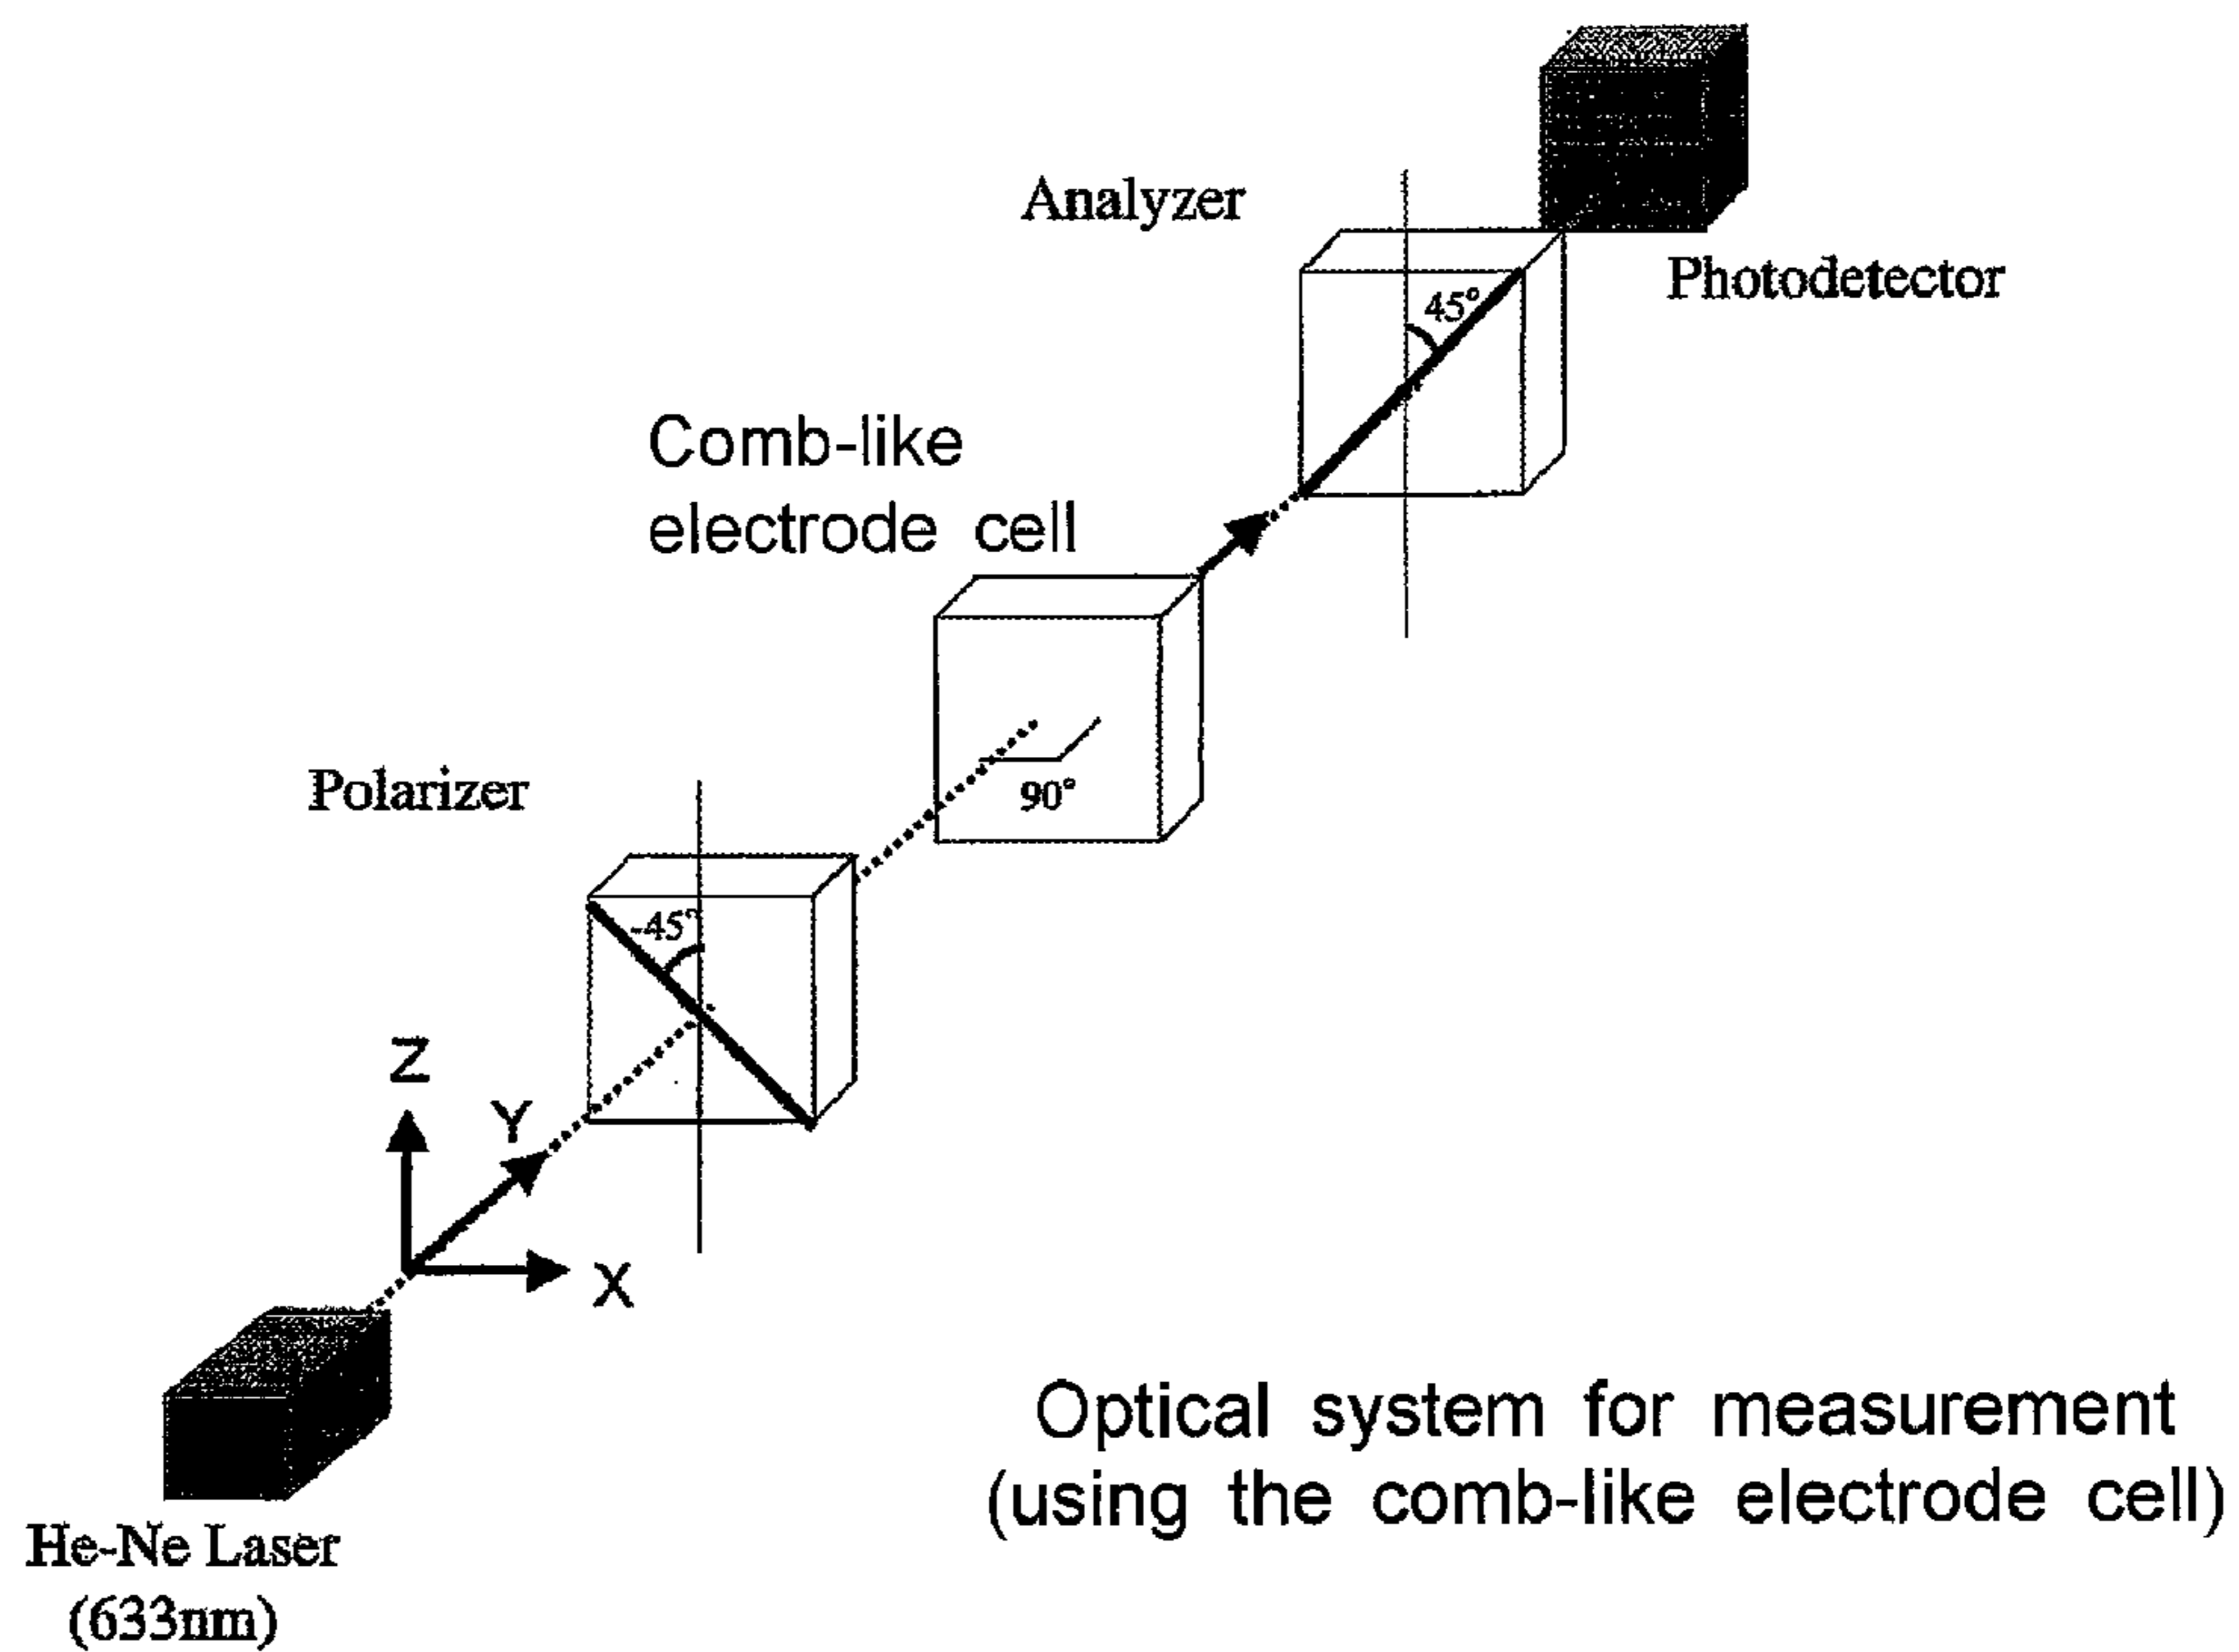 Analyzer
45°
Photodetector
Comb-like
electrode cell
90°
Polarizer
-45°
Z
Y
X
He-Ne Laser
(633nm)
Optical system for measurement
(using the comb-like electrode cell)